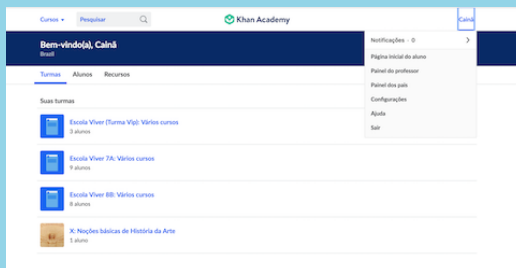 Cursos
Pesquisar
Khan Academy
Cainã
Bem-vindo(a), Cainã
Brazil
Notificações · 0
Página inicial do aluno
Painel do professor
Painel dos pais
Configurações
Ajuda
Sair
Turmas
Alunos
Recursos
Suas turmas
Escola Viver (Turma Vip): Vários cursos
3 alunos
Escola Viver 7A: Vários cursos
9 alunos
Escola Viver 8B: Vários cursos
8 alunos
X: Noções básicas de História da Arte
1 aluno